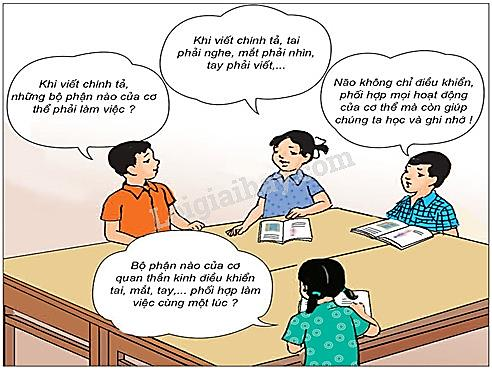 Khi viết chính tả,
những bộ phận nào của cơ
thể phải làm việc ?
Khi viết chính tả, tai
phải nghe, mắt phải nhìn,
tay phải viết,...
Não không chỉ điều khiển,
phối hợp mọi hoạt động
của cơ thể mà còn giúp
chúng ta học và ghi nhớ !
Bộ phận nào của cơ
quan thần kinh điều khiển
tai, mắt, tay,... phối hợp làm
việc cùng một lúc ?
Loigiaihay.com